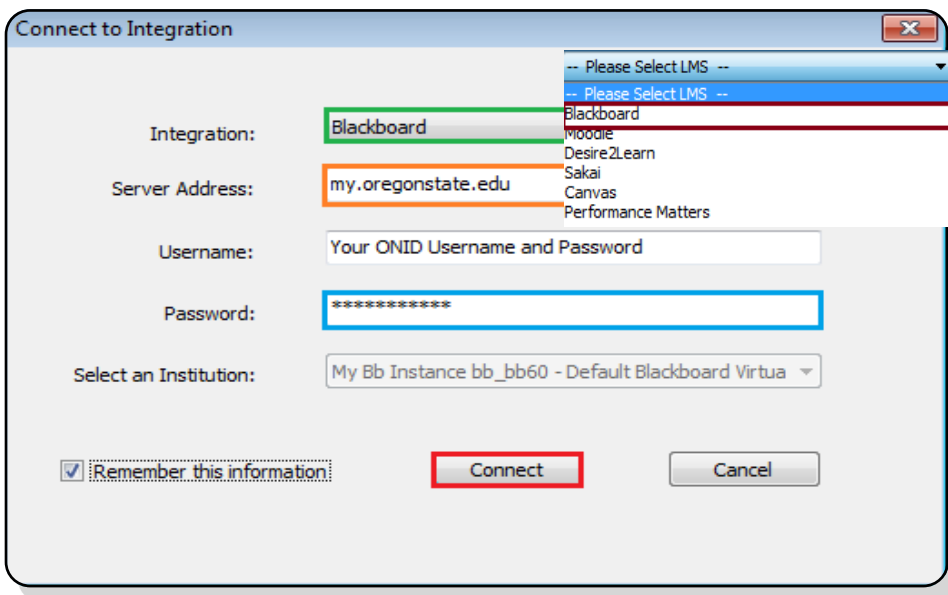 Connect to Integration
-- Please Select LMS --
-- Please Select LMS --
Blackboard
Moodle
Desire2Learn
Sakai
Canvas
Performance Matters
Integration: Blackboard
Server Address: my.oregonstate.edu
Username: Your ONID Username and Password
Password: ***********
Select an Institution: My Bb Instance bb_bb60 - Default Blackboard Virtua
Remember this information Connect Cancel